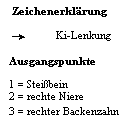 Zeichenerklärung
Ki-Lenkung
Ausgangspunkte
1 = Steißbein
2 = rechte Niere
3 = rechter Backenzahn